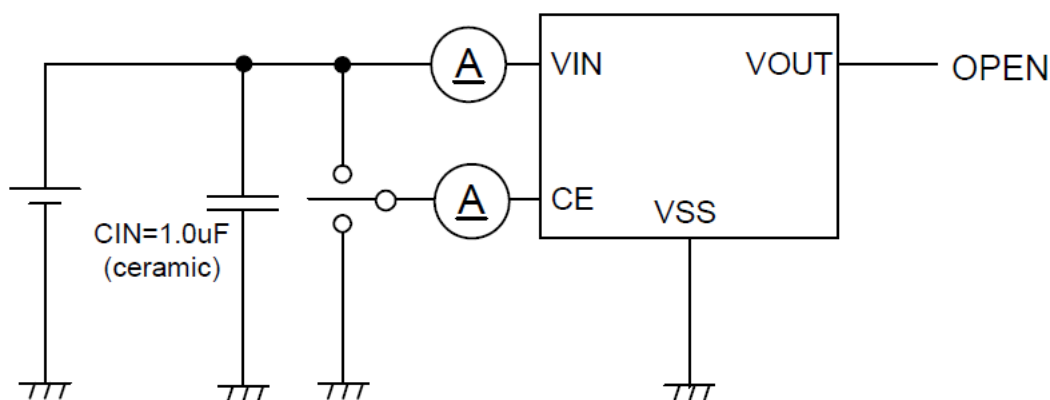 A
VIN
VOUT
OPEN
A
CE
VSS
CIN=1.0uF
(ceramic)